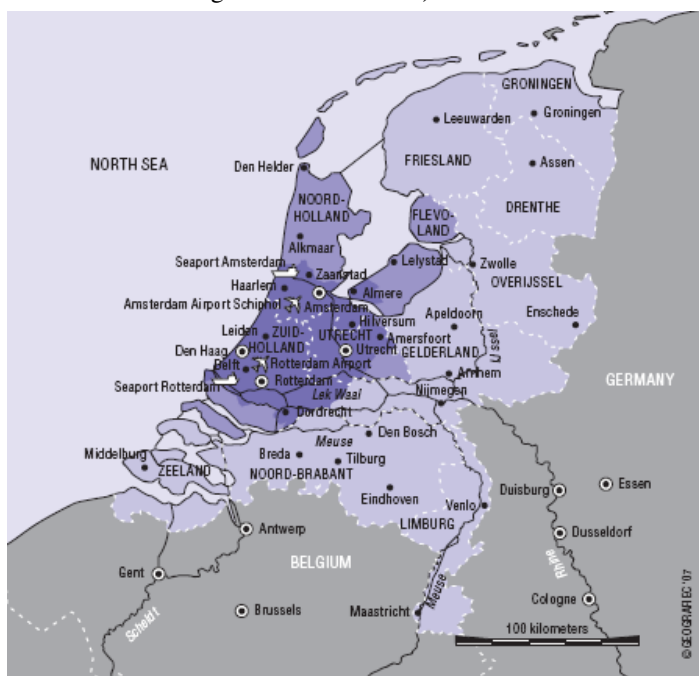 GRONINGEN
Groningen
Leeuwarden
NORTH SEA
FRIESLAND
Assen
Den Helder
NOORD-
HOLLAND
DRENTHE
FLEVO-
LAND
Alkmaar
Seaport Amsterdam
Lelystad
Zwolle
Zaanstad
OVERIJSSEL
Haarlem
Almere
Amsterdam Airport Schiphol
Amsterdam
Apeldoorn
Enschede
Hilversum
Leiden
ZUID-
HOLLAND
UTRECHT
Amersfoort
IJssel
Den Haag
Utrecht
GELDERLAND
Delft
Rotterdam Airport
Arnhem
GERMANY
Seaport Rotterdam
Rotterdam
Lek Waal
Nijmegen
Dordrecht
Meuse
Den Bosch
Middelburg
ZEELAND
Breda
Tilburg
NOORD-BRABANT
Eindhoven
Venlo
Duisburg
Essen
LIMBURG
Antwerp
Dusseldorf
BELGIUM
Rhine
Gent
Cologne
Meuse
Brussels
Maastricht
Scheldt
100 kilometers
©GEOGRAFIEC'07